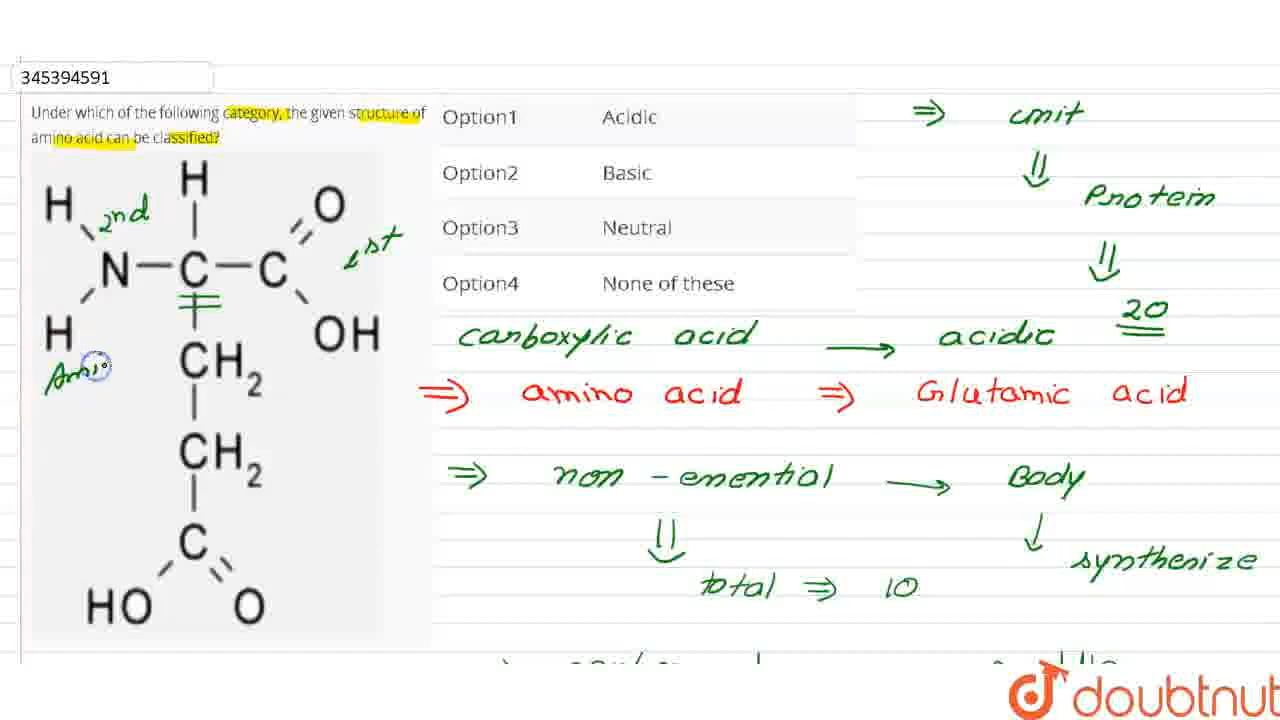 345394591
Under which of the following category, the given structure of
amino acid can be classified?
Option1 Acidic
Option2 Basic
Option3 Neutral
Option4 None of these
H
H
O
2nd
1st
N
C
C
H
OH
Ami
CH2
CH2
C
HO
O
⇒ unit
⇓
Protein
⇓
20
carboxylic acid → acidic
⇒ amino acid ⇒ Glutamic acid
⇒ non - essential → Body
⇓ ↓
synthesize
total ⇒ 10
doubtnut